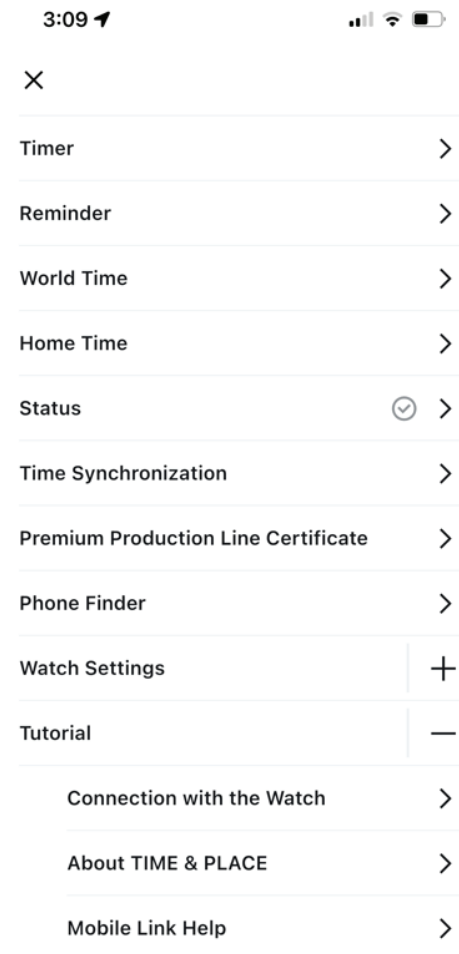 3:09
Timer
Reminder
World Time
Home Time
Status
Time Synchronization
Premium Production Line Certificate
Phone Finder
Watch Settings
Tutorial
Connection with the Watch
About TIME & PLACE
Mobile Link Help